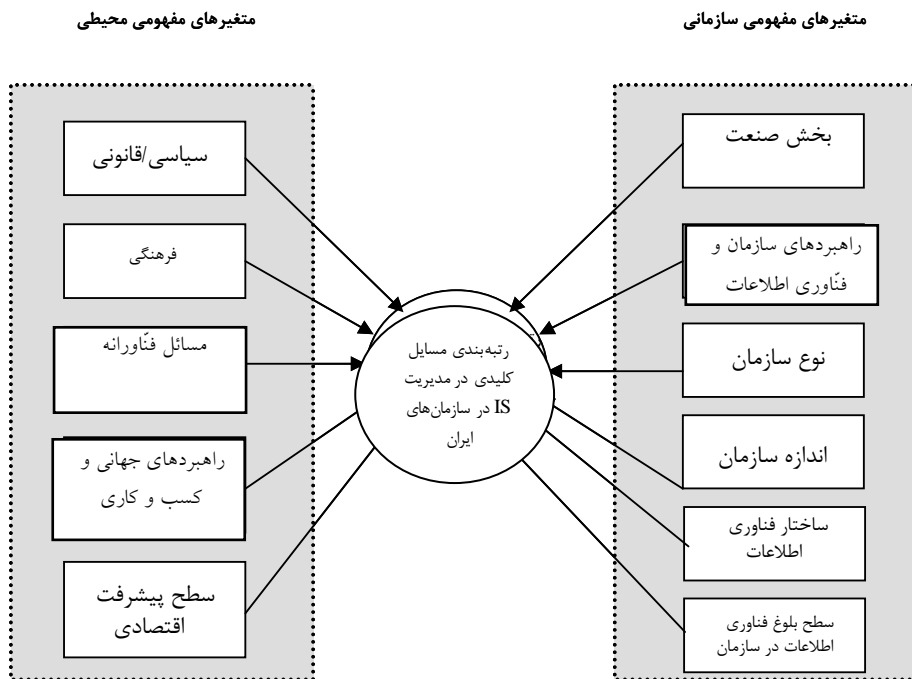 متغیرهای مفهومی سازمانی
متغیرهای مفهومی محیطی
بخش صنعت
راهبردهای سازمان و
فنّاوری اطلاعات
نوع سازمان
اندازه سازمان
ساختار فناوری
اطلاعات
سطح بلوغ فناوری
اطلاعات در سازمان
رتبه‌بندی مسایل
کلیدی در مدیریت
IS در سازمان‌های
ایران
سیاسی/قانونی
فرهنگی
مسائل فنّاورانه
راهبردهای جهانی و
کسب و کاری
سطح پیشرفت
اقتصادی